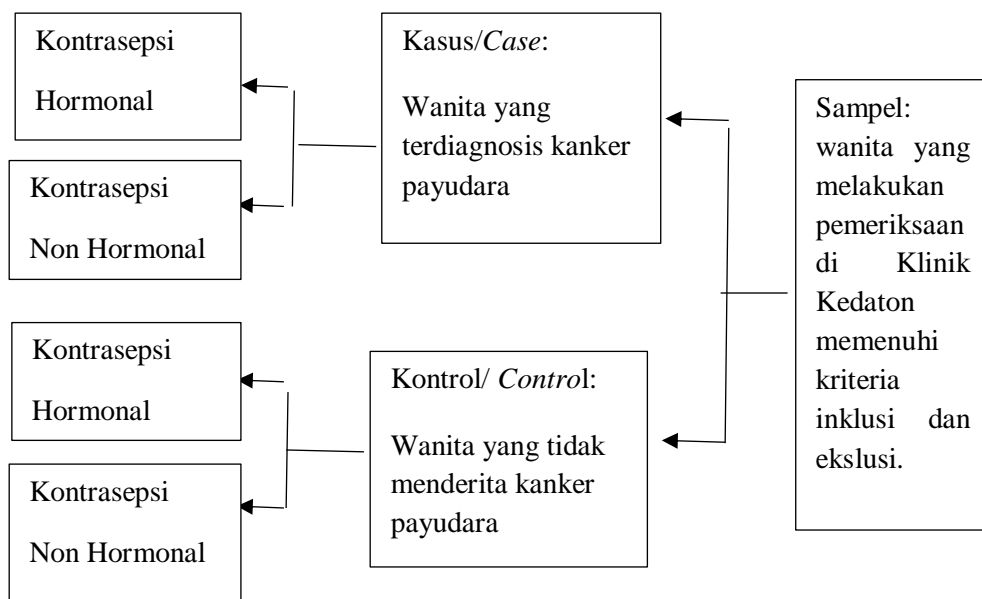 Kontrasepsi
Hormonal
Kontrasepsi
Non Hormonal
Kasus/Case:
Wanita yang
terdiagnosis kanker
payudara
Sampel:
wanita yang
melakukan
pemeriksaan
di Klinik
Kedaton
memenuhi
kriteria
inklusi dan
ekslusi.
Kontrasepsi
Hormonal
Kontrasepsi
Non Hormonal
Kontrol/ Control:
Wanita yang tidak
menderita kanker
payudara